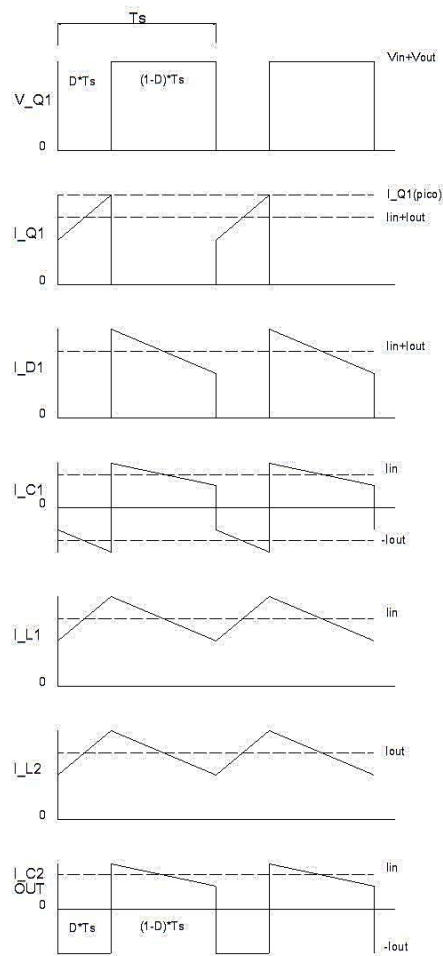 Ts
Vin+Vout
D*Ts
(1-D)*Ts
V_Q1
0
I_Q1(pico)
Iin+Iout
I_Q1
0
Iin+Iout
I_D1
0
Iin
I_C1
0
-Iout
Iin
I_L1
0
Iout
I_L2
0
Iin
I_C2
OUT
0
D*Ts
(1-D)*Ts
-Iout